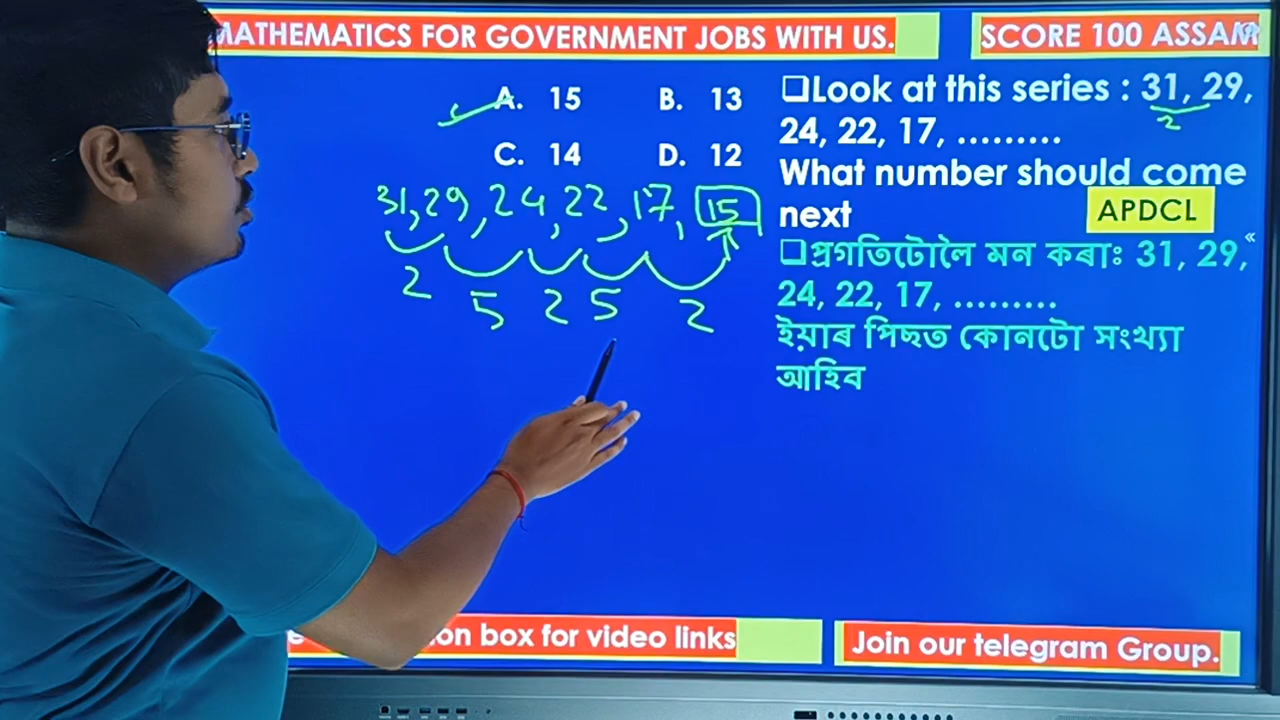 MATHEMATICS FOR GOVERNMENT JOBS WITH US.
SCORE 100 ASSAM
A. 15 B. 13
C. 14 D. 12
31, 29, 24, 22, 17, 15
2 5 2 5 2
❑Look at this series : 31, 29,
2
24, 22, 17, .........
What number should come
next
APDCL
❑প্ৰগতিটোলৈ মন কৰাঃ 31, 29,
24, 22, 17, .........
ইয়াৰ পিছত কোনটো সংখ্যা
আহিব
box for video links
Join our telegram Group.